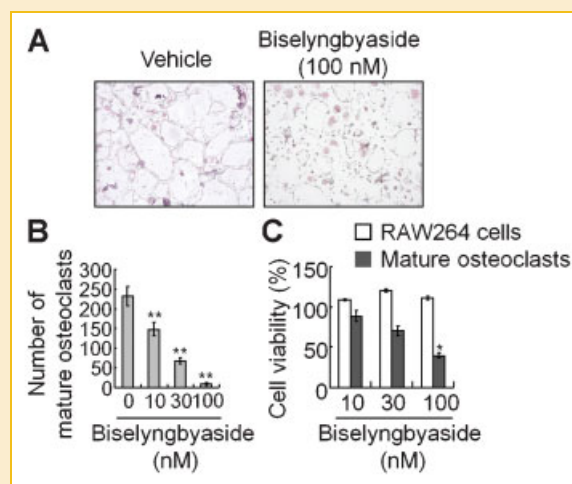 A
Vehicle
Biselyngbyaside
(100 nM)
B
Number of
mature osteoclasts
250
200
150
100
50
0
**
**
**
0 10 30 100
Biselyngbyaside
(nM)
C
RAW264 cells
Mature osteoclasts
Cell viability (%)
150
100
50
0
*
10 30 100
Biselyngbyaside
(nM)